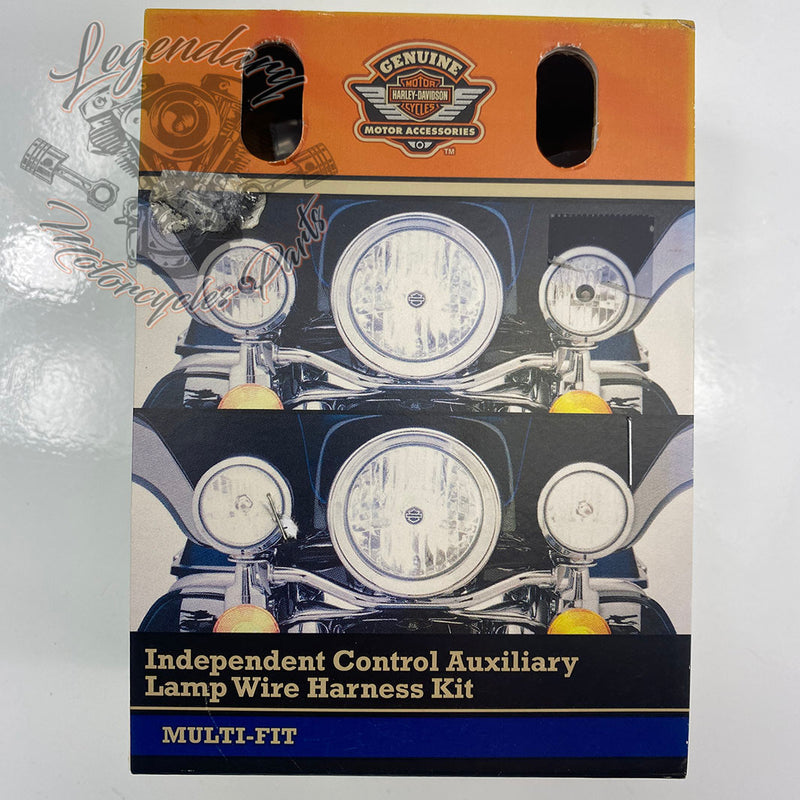 Legendary
Motorcycles Parts
GENUINE
MOTOR
HARLEY-DAVIDSON
CYCLES
MOTOR ACCESSORIES
TM
Independent Control Auxiliary
Lamp Wire Harness Kit
MULTI-FIT